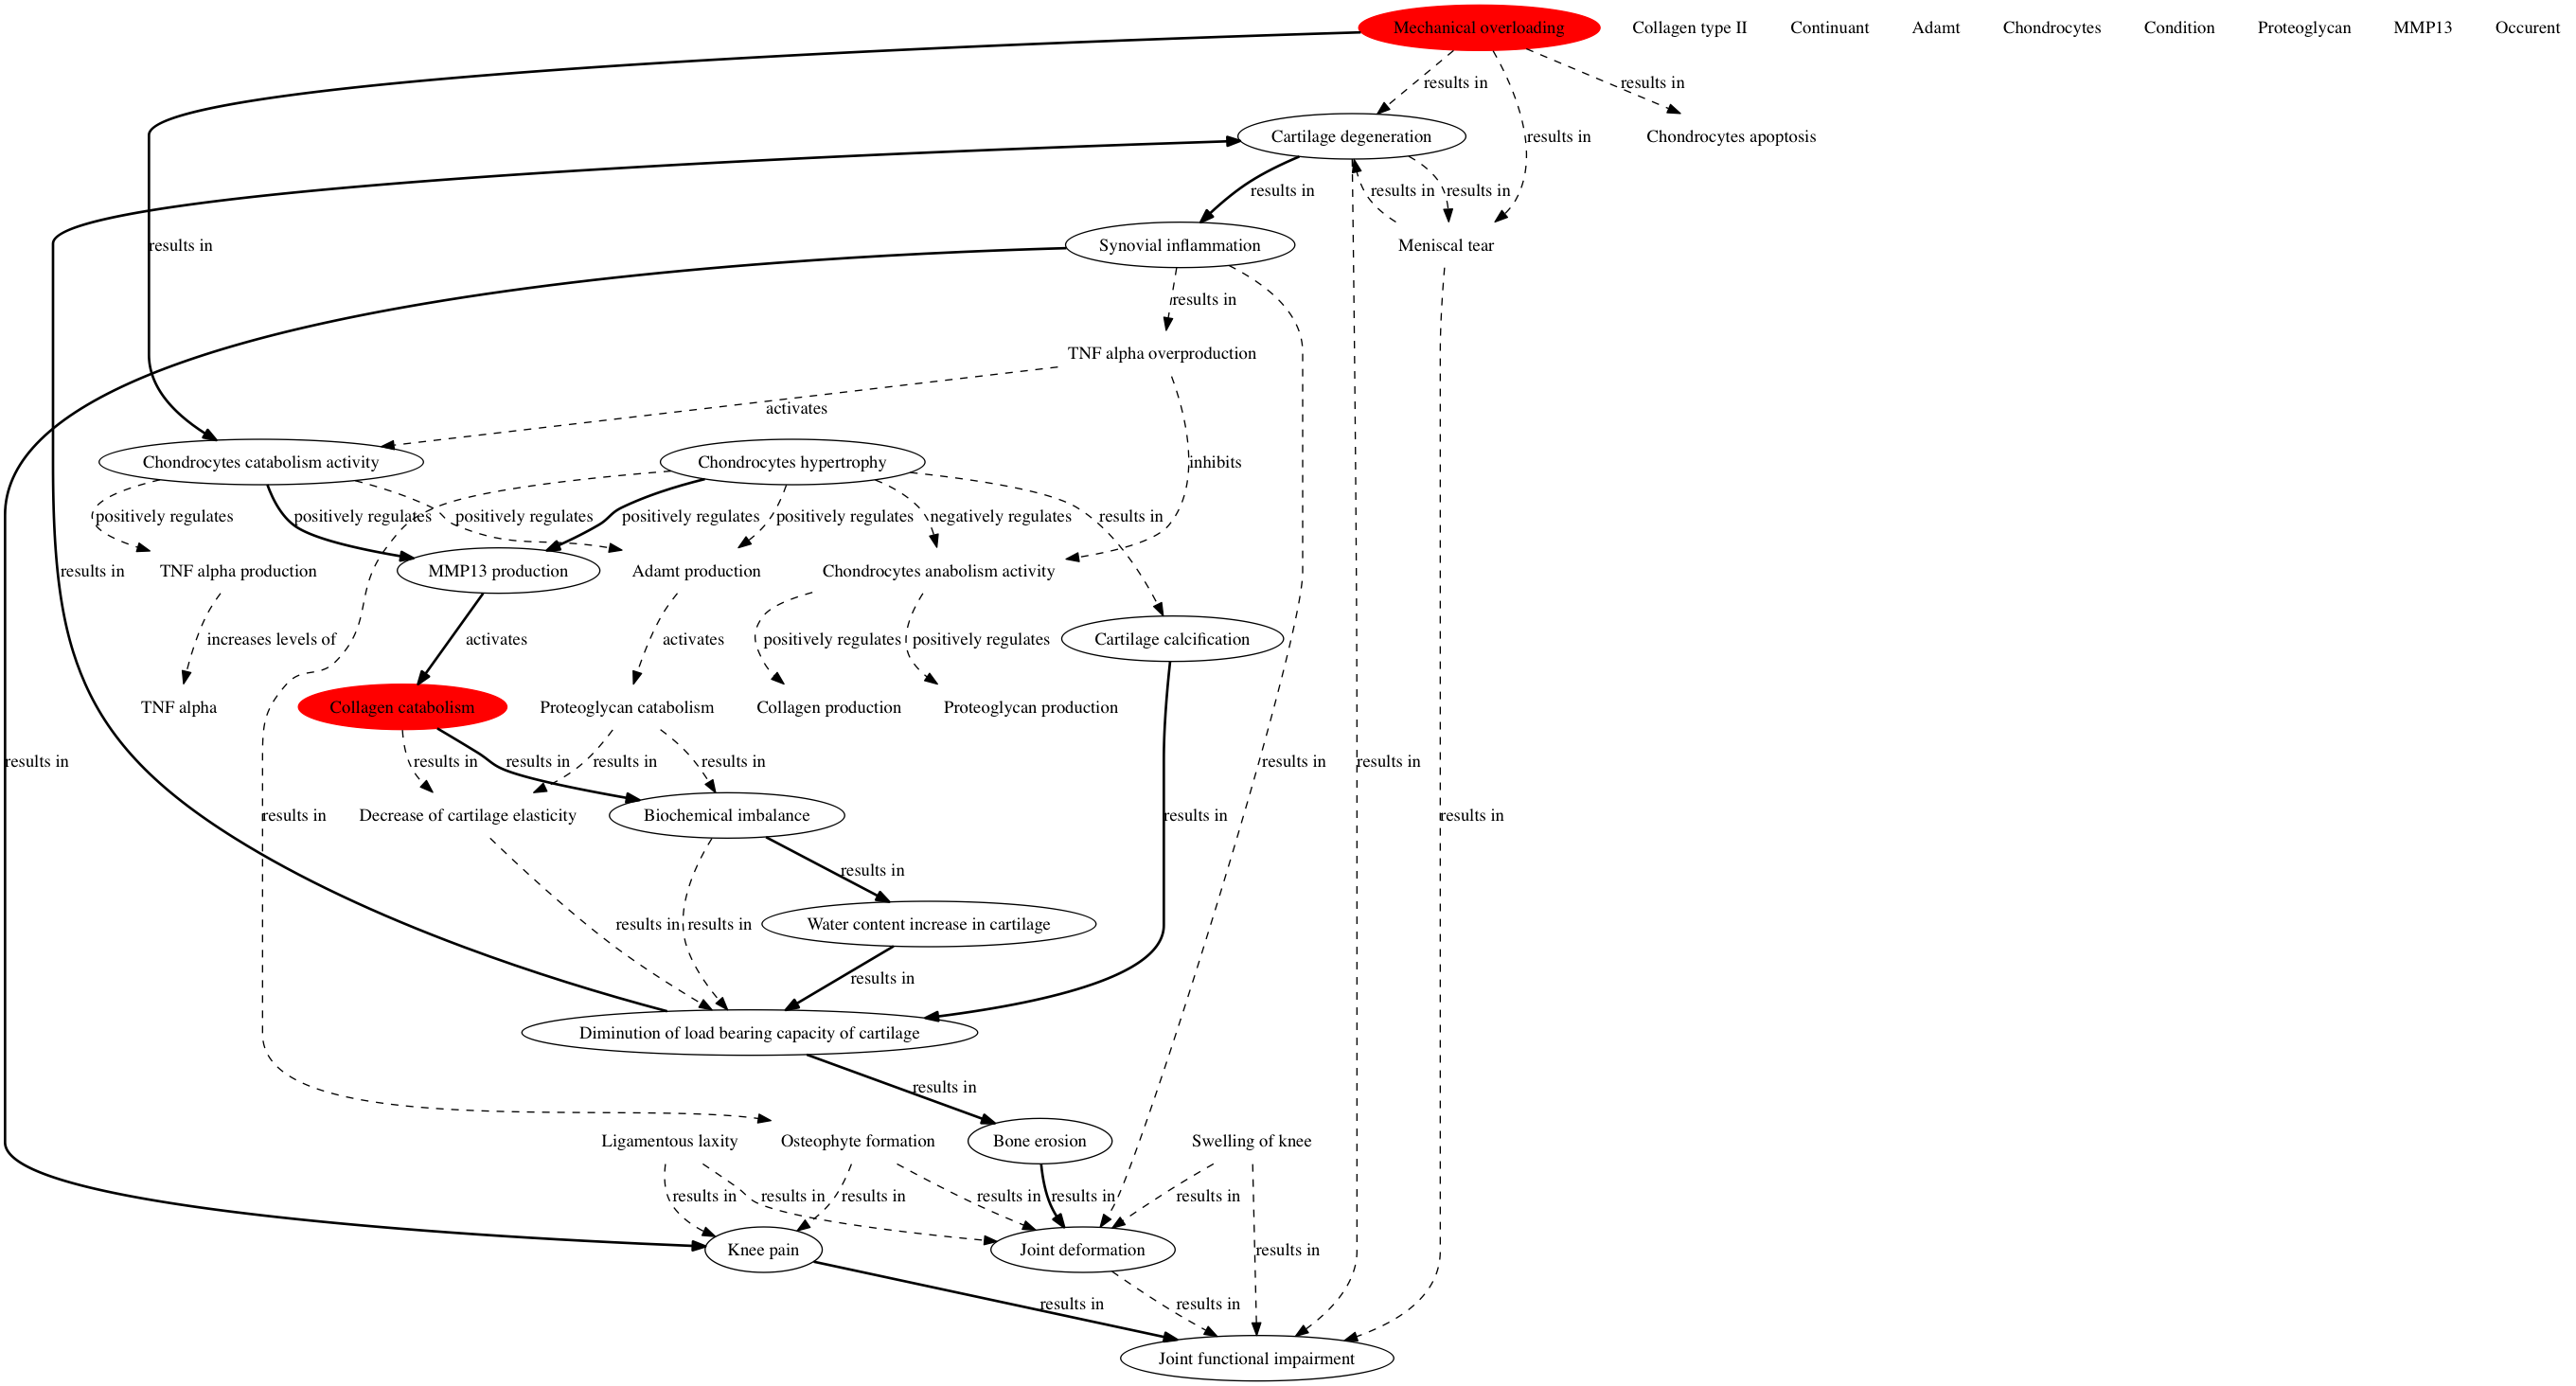 Mechanical overloading
Collagen type II
Continuant
Adamt
Chondrocytes
Condition
Proteoglycan
MMP13
Occurent
results in
results in
Cartilage degeneration
results in
Chondrocytes apoptosis
results in
results in
results in
results in
Synovial inflammation
Meniscal tear
results in
TNF alpha overproduction
activates
Chondrocytes catabolism activity
Chondrocytes hypertrophy
inhibits
positively regulates
positively regulates
positively regulates
positively regulates
positively regulates
negatively regulates
results in
results in
TNF alpha production
MMP13 production
Adamt production
Chondrocytes anabolism activity
increases levels of
activates
activates
positively regulates
positively regulates
Cartilage calcification
TNF alpha
Collagen catabolism
Proteoglycan catabolism
Collagen production
Proteoglycan production
results in
results in
results in
results in
results in
results in
results in
results in
Decrease of cartilage elasticity
Biochemical imbalance
results in
results in
results in
results in
results in
Water content increase in cartilage
results in
Diminution of load bearing capacity of cartilage
results in
Ligamentous laxity
Osteophyte formation
Bone erosion
Swelling of knee
results in
results in
results in
results in
results in
results in
Knee pain
Joint deformation
results in
results in
results in
Joint functional impairment